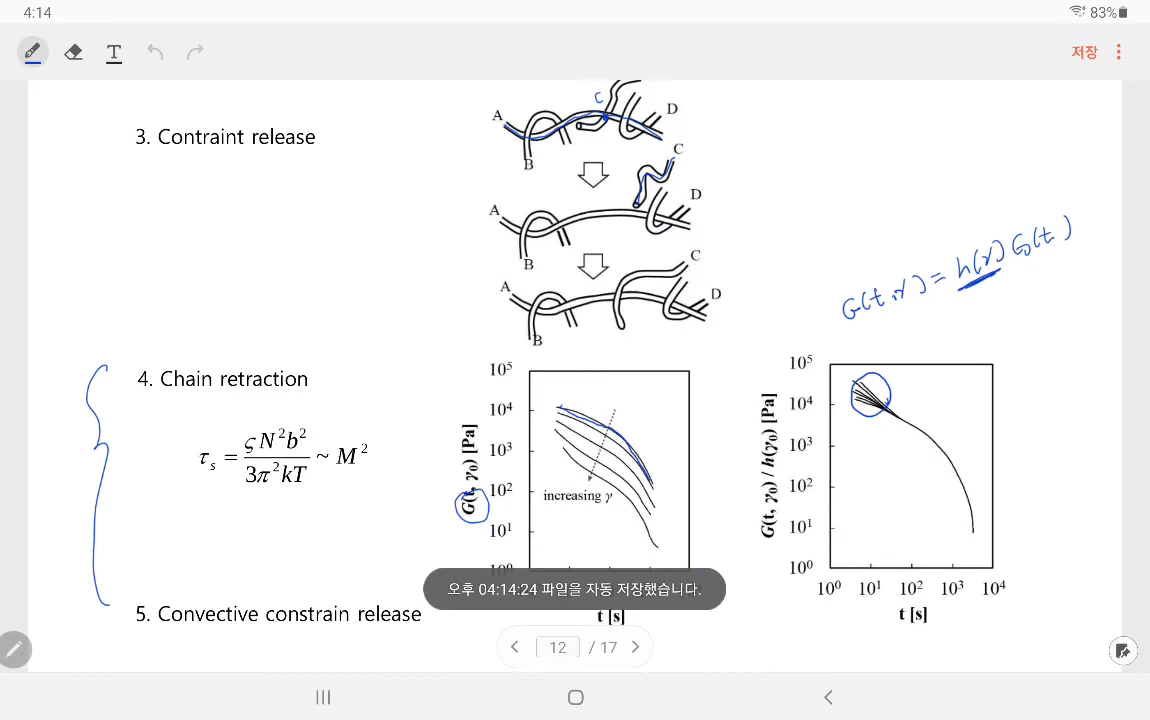 4:14
83%
T
저장
3. Contraint release
A
C
D
B
C
A
D
B
C
A
D
B
G(t,γ) = h(γ) G(t)
4. Chain retraction
τs = ςN²b² / 3π²kT ~ M²
G(t, γ0) [Pa]
10⁵
10⁴
10³
10²
10¹
10⁰
increasing γ
t [s]
G(t, γ0) / h(γ0) [Pa]
10⁵
10⁴
10³
10²
10¹
10⁰
10⁰ 10¹ 10² 10³ 10⁴
t [s]
오후 04:14:24 파일을 자동 저장했습니다.
5. Convective constrain release
12 / 17